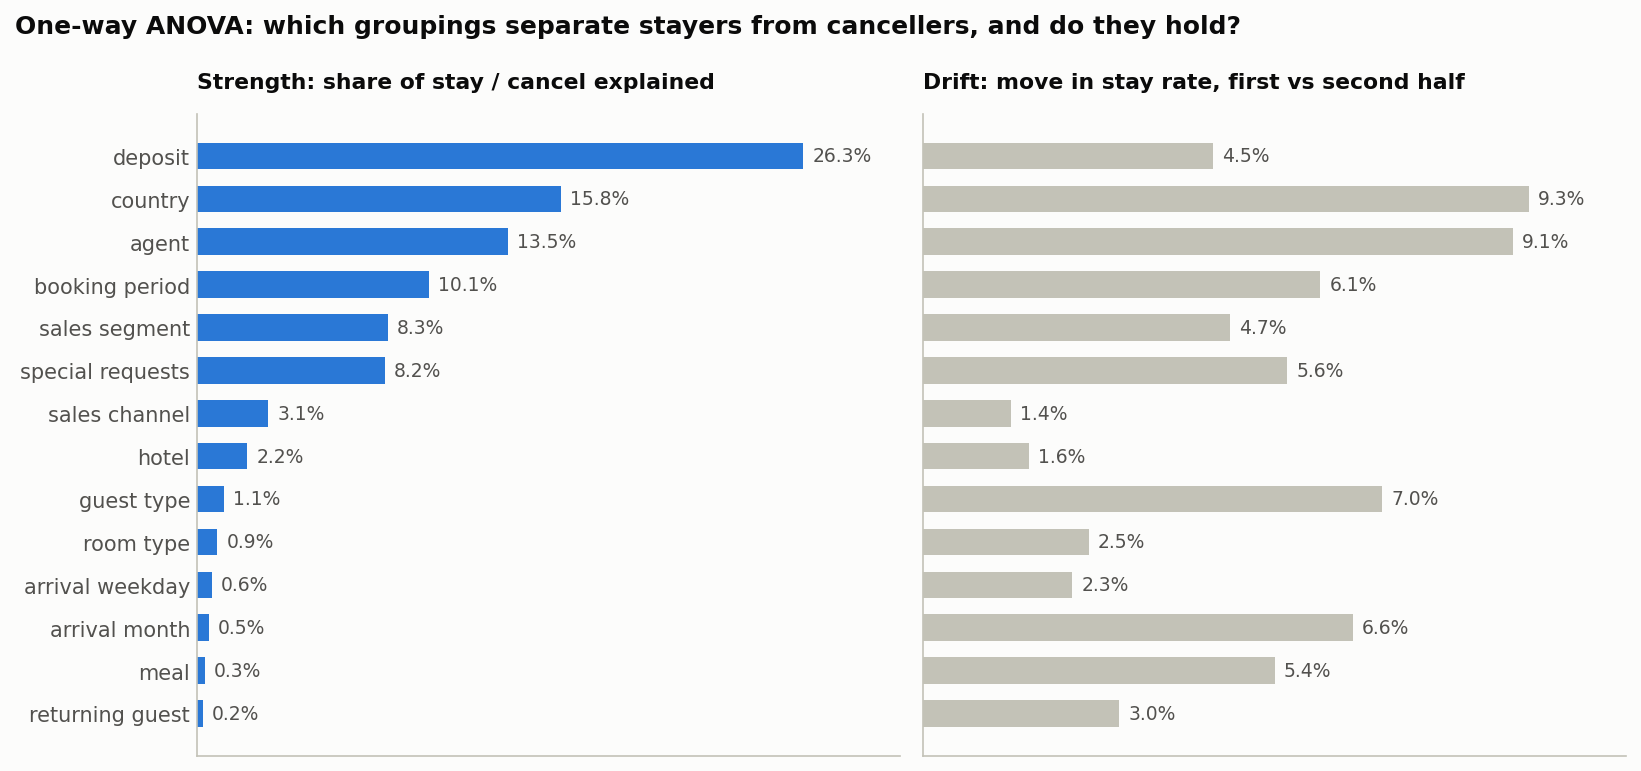 One-way ANOVA: which groupings separate stayers from cancellers, and do they hold?
Strength: share of stay / cancel explained
Drift: move in stay rate, first vs second half
deposit 26.3% 4.5%
country 15.8% 9.3%
agent 13.5% 9.1%
booking period 10.1% 6.1%
sales segment 8.3% 4.7%
special requests 8.2% 5.6%
sales channel 3.1% 1.4%
hotel 2.2% 1.6%
guest type 1.1% 7.0%
room type 0.9% 2.5%
arrival weekday 0.6% 2.3%
arrival month 0.5% 6.6%
meal 0.3% 5.4%
returning guest 0.2% 3.0%